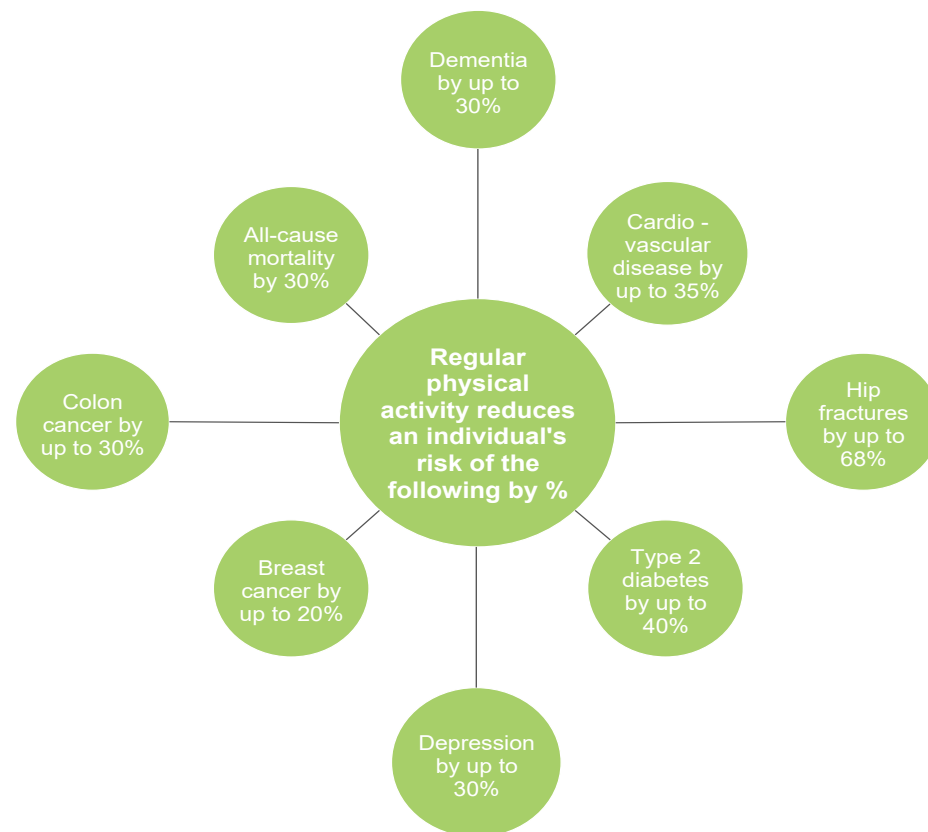 Dementia
by up to
30%
All-cause
mortality
by 30%
Cardio -
vascular
disease by
up to 35%
Regular
physical
activity reduces
an individual's
risk of the
following by %
Colon
cancer by
up to 30%
Hip
fractures
by up to
68%
Breast
cancer by
up to 20%
Type 2
diabetes
by up to
40%
Depression
by up to
30%